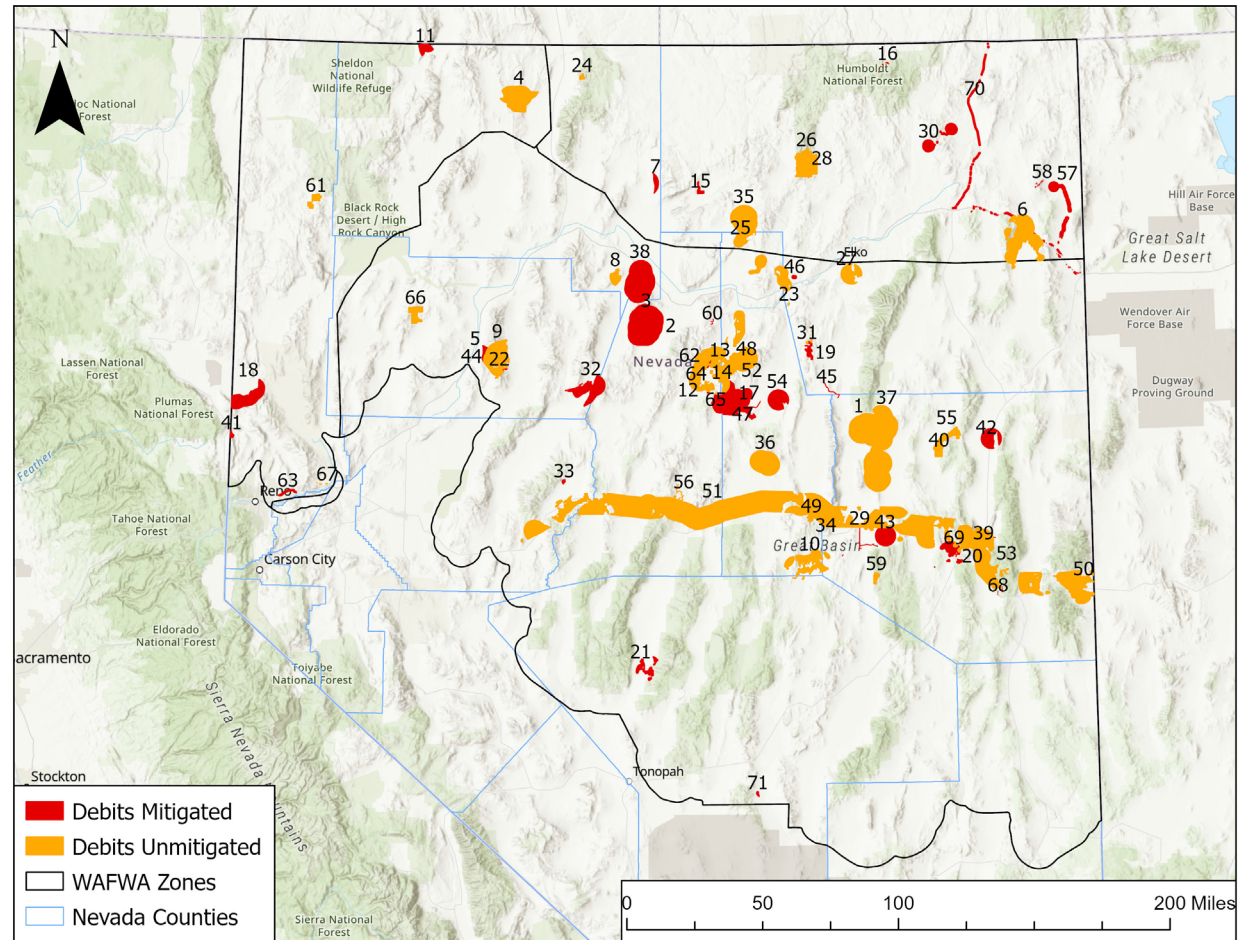 N
11
16
Sheldon
National
Wildlife Refuge
24
4
Humboldt
National Forest
70
oc National
Forest
30
26
28
7
15
58
57
61
35
Hill Air Force
Base
Black Rock
Desert / High
Rock Canyon
25
6
Great Salt
Lake Desert
38
8
46
27
Elko
23
66
3
60
2
Wendover Air
Force Base
5
9
44
22
31
19
13
48
62
Nevada
64
14
52
Lassen National
Forest
18
32
12
65
17
54
45
Dugway
Proving Ground
Plumas
National Forest
47
1
37
41
55
40
42
36
Feather
33
63
67
Reno
56
51
49
Tahoe National
Forest
34
29
43
39
Great Basin
10
69
20
53
Carson City
59
68
50
Eldorado
National Forest
21
acramento
Toiyabe
National Forest
Sierra Nevada Mountains
Stockton
Tonopah
71
Debits Mitigated
Debits Unmitigated
WAFWA Zones
Nevada Counties
Sierra National
Forest
0
50
100
200 Miles